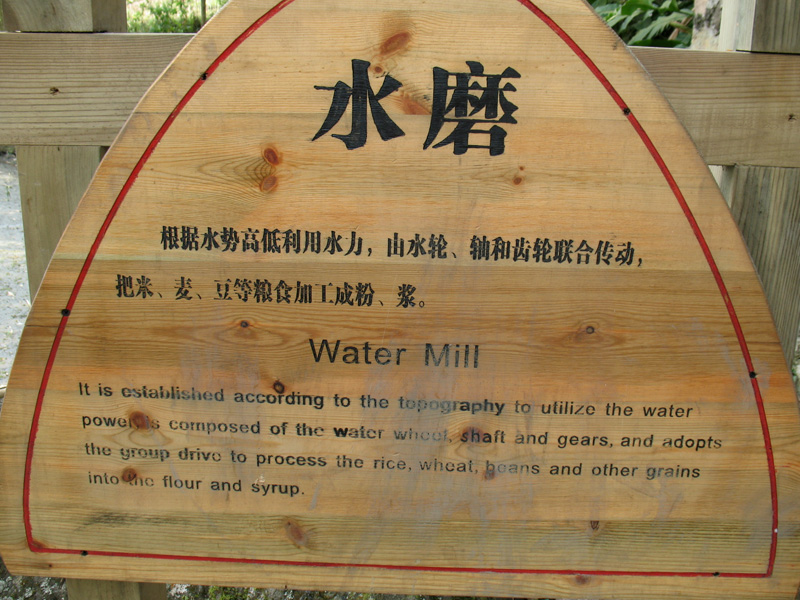 水磨
根据水势高低利用水力，由水轮、轴和齿轮联合传动，
把米、麦、豆等粮食加工成粉、浆。
Water Mill
It is established according to the topography to utilize the water
power, is composed of the water wheel, shaft and gears, and adopts
the group drive to process the rice, wheat, beans and other grains
into the flour and syrup.